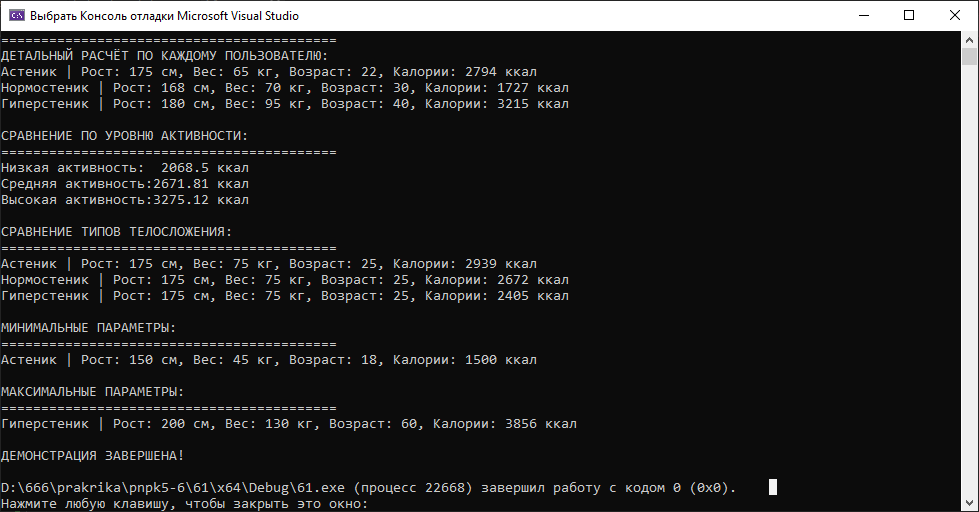 Выбрать Консоль отладки Microsoft Visual Studio
==========================================
ДЕТАЛЬНЫЙ РАСЧЁТ ПО КАЖДОМУ ПОЛЬЗОВАТЕЛЮ:
Астеник | Рост: 175 см, Вес: 65 кг, Возраст: 22, Калории: 2794 ккал
Нормостеник | Рост: 168 см, Вес: 70 кг, Возраст: 30, Калории: 1727 ккал
Гиперстеник | Рост: 180 см, Вес: 95 кг, Возраст: 40, Калории: 3215 ккал
СРАВНЕНИЕ ПО УРОВНЮ АКТИВНОСТИ:
==========================================
Низкая активность:  2068.5 ккал
Средняя активность:2671.81 ккал
Высокая активность:3275.12 ккал
СРАВНЕНИЕ ТИПОВ ТЕЛОСЛОЖЕНИЯ:
==========================================
Астеник | Рост: 175 см, Вес: 75 кг, Возраст: 25, Калории: 2939 ккал
Нормостеник | Рост: 175 см, Вес: 75 кг, Возраст: 25, Калории: 2672 ккал
Гиперстеник | Рост: 175 см, Вес: 75 кг, Возраст: 25, Калории: 2405 ккал
МИНИМАЛЬНЫЕ ПАРАМЕТРЫ:
==========================================
Астеник | Рост: 150 см, Вес: 45 кг, Возраст: 18, Калории: 1500 ккал
МАКСИМАЛЬНЫЕ ПАРАМЕТРЫ:
==========================================
Гиперстеник | Рост: 200 см, Вес: 130 кг, Возраст: 60, Калории: 3856 ккал
ДЕМОНСТРАЦИЯ ЗАВЕРШЕНА!
D:\666\prakrika\pnpk5-6\61\x64\Debug\61.exe (процесс 22668) завершил работу с кодом 0 (0x0).
Нажмите любую клавишу, чтобы закрыть это окно: